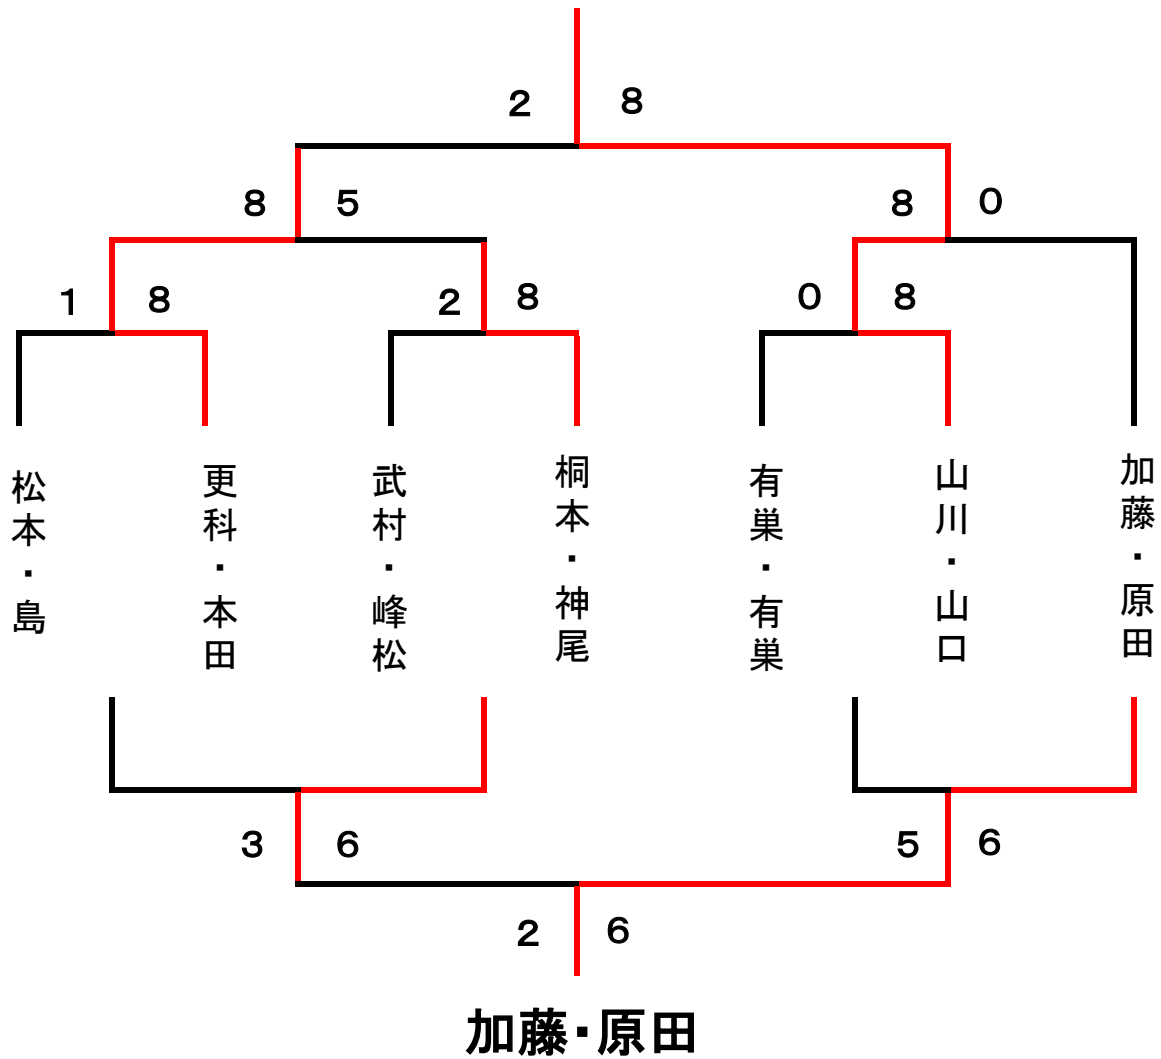 2 8
8 5 8 0
1 8 2 8 0 8
松本・島
更科・本田
武村・峰松
桐本・神尾
有巣・有巣
山川・山口
加藤・原田
3 6 5 6
2 6
加藤・原田